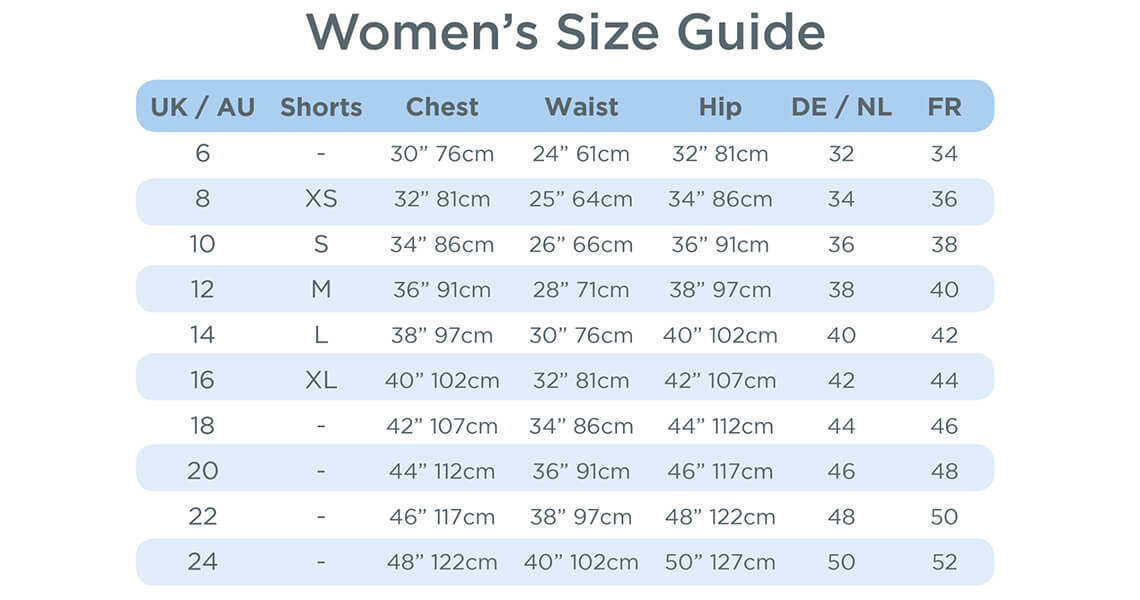 Women’s Size Guide
UK / AU Shorts Chest Waist Hip DE / NL FR
6 - 30” 76cm 24” 61cm 32” 81cm 32 34
8 XS 32” 81cm 25” 64cm 34” 86cm 34 36
10 S 34” 86cm 26” 66cm 36” 91cm 36 38
12 M 36” 91cm 28” 71cm 38” 97cm 38 40
14 L 38” 97cm 30” 76cm 40” 102cm 40 42
16 XL 40” 102cm 32” 81cm 42” 107cm 42 44
18 - 42” 107cm 34” 86cm 44” 112cm 44 46
20 - 44” 112cm 36” 91cm 46” 117cm 46 48
22 - 46” 117cm 38” 97cm 48” 122cm 48 50
24 - 48” 122cm 40” 102cm 50” 127cm 50 52